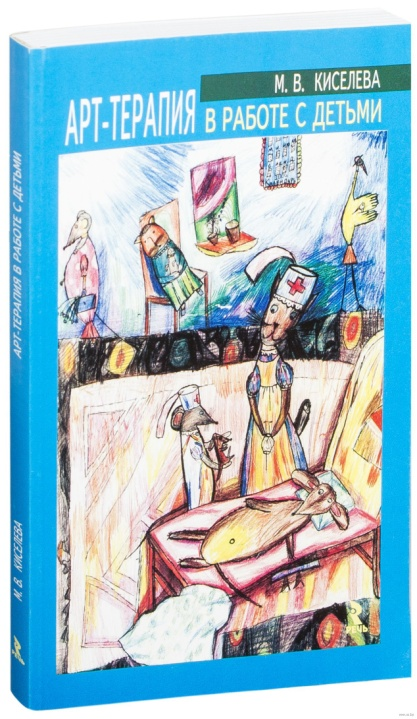 М. В. КИСЕЛЕВА
АРТ-ТЕРАПИЯ
В РАБОТЕ С ДЕТЬМИ
АРТ-ТЕРАПИЯ В РАБОТЕ С ДЕТЬМИ
М. В. КИСЕЛЕВА
РЕЧЬ